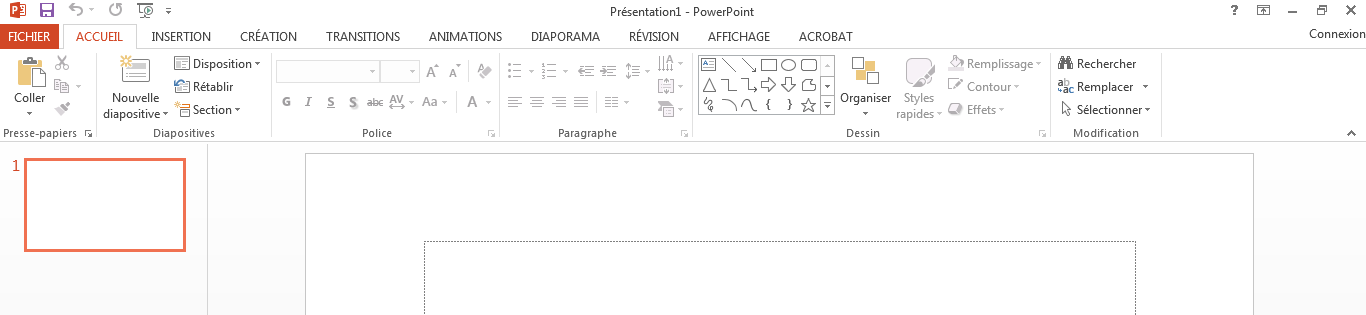 Présentation1 - PowerPoint
?
FICHIER ACCUEIL INSERTION CRÉATION TRANSITIONS ANIMATIONS DIAPORAMA RÉVISION AFFICHAGE ACROBAT Connexion
Coller
Presse-papiers
Nouvelle diapositive
Disposition
Rétablir
Section
Diapositives
G I S S abc AV Aa A
Police
Paragraphe
Organiser
Styles rapides
Remplissage
Contour
Effets
Dessin
Rechercher
Remplacer
Sélectionner
Modification
1